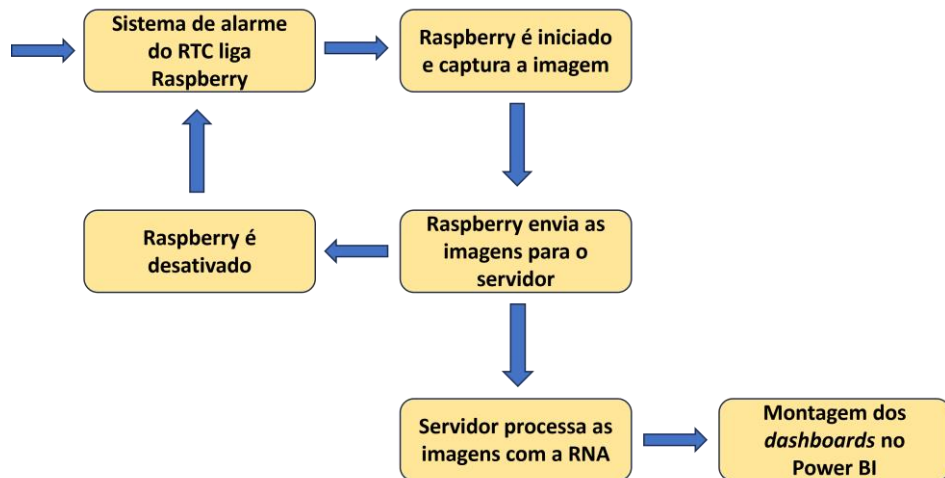 Sistema de alarme
do RTC liga
Raspberry
Raspberry é iniciado
e captura a imagem
Raspberry é
desativado
Raspberry envia as
imagens para o
servidor
Servidor processa as
imagens com a RNA
Montagem dos
dashboards no
Power BI